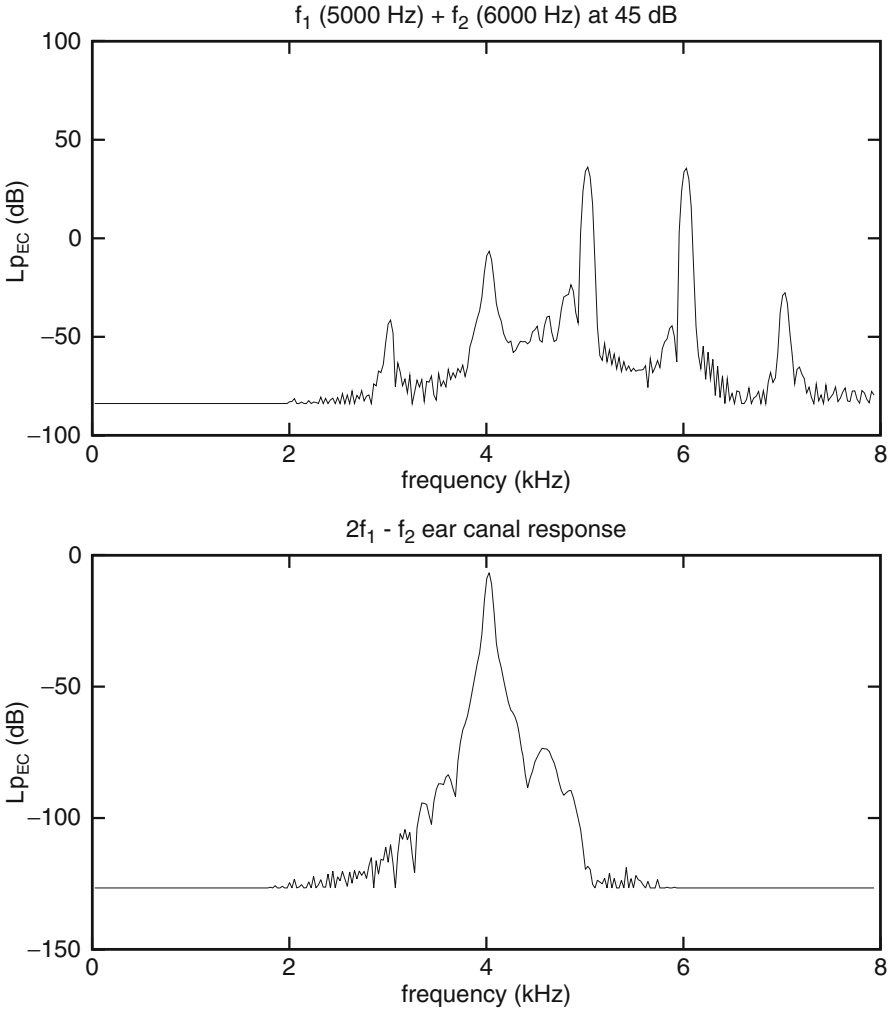 f₁ (5000 Hz) + f₂ (6000 Hz) at 45 dB
100
50
0
−50
−100
Lp_EC (dB)
0 2 4 6 8
frequency (kHz)
2f₁ - f₂ ear canal response
0
−50
−100
−150
Lp_EC (dB)
0 2 4 6 8
frequency (kHz)